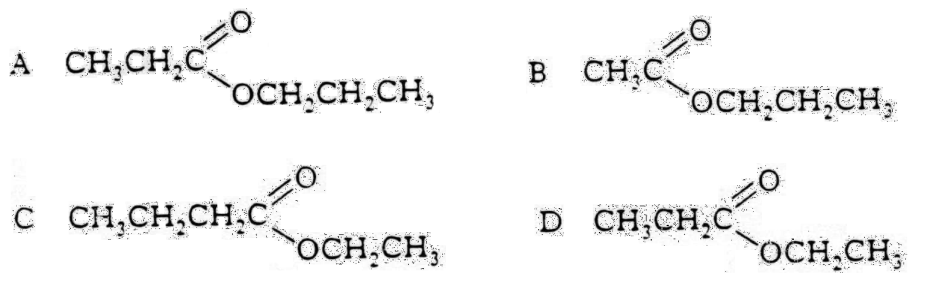 A CH₃CH₂C O OCH₂CH₂CH₃
B CH₃C O OCH₂CH₂CH₃
C CH₃CH₂CH₂C O OCH₂CH₃
D CH₃CH₂C O OCH₂CH₃